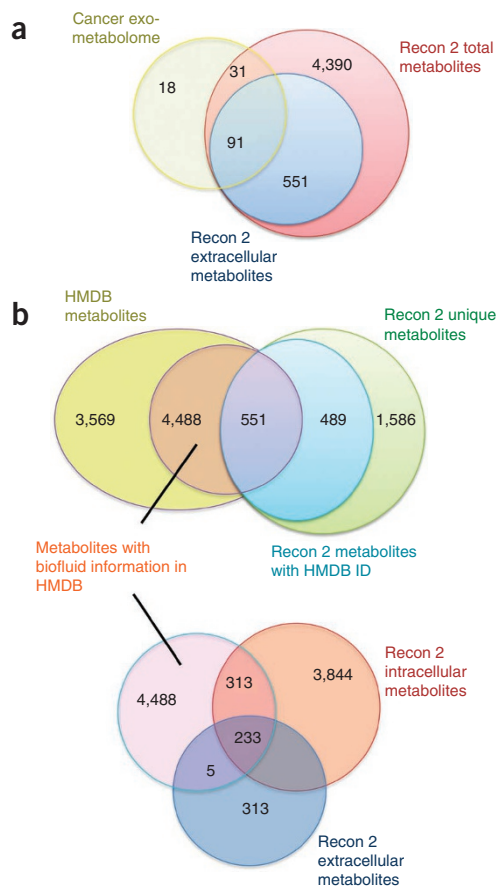 a
Cancer exo-
metabolome
18
31
4,390
Recon 2 total
metabolites
91
551
Recon 2
extracellular
metabolites
b
HMDB
metabolites
Recon 2 unique
metabolites
3,569
4,488
551
489
1,586
Metabolites with
biofluid information in
HMDB
Recon 2 metabolites
with HMDB ID
4,488
313
3,844
Recon 2
intracellular
metabolites
233
5
313
Recon 2
extracellular
metabolites